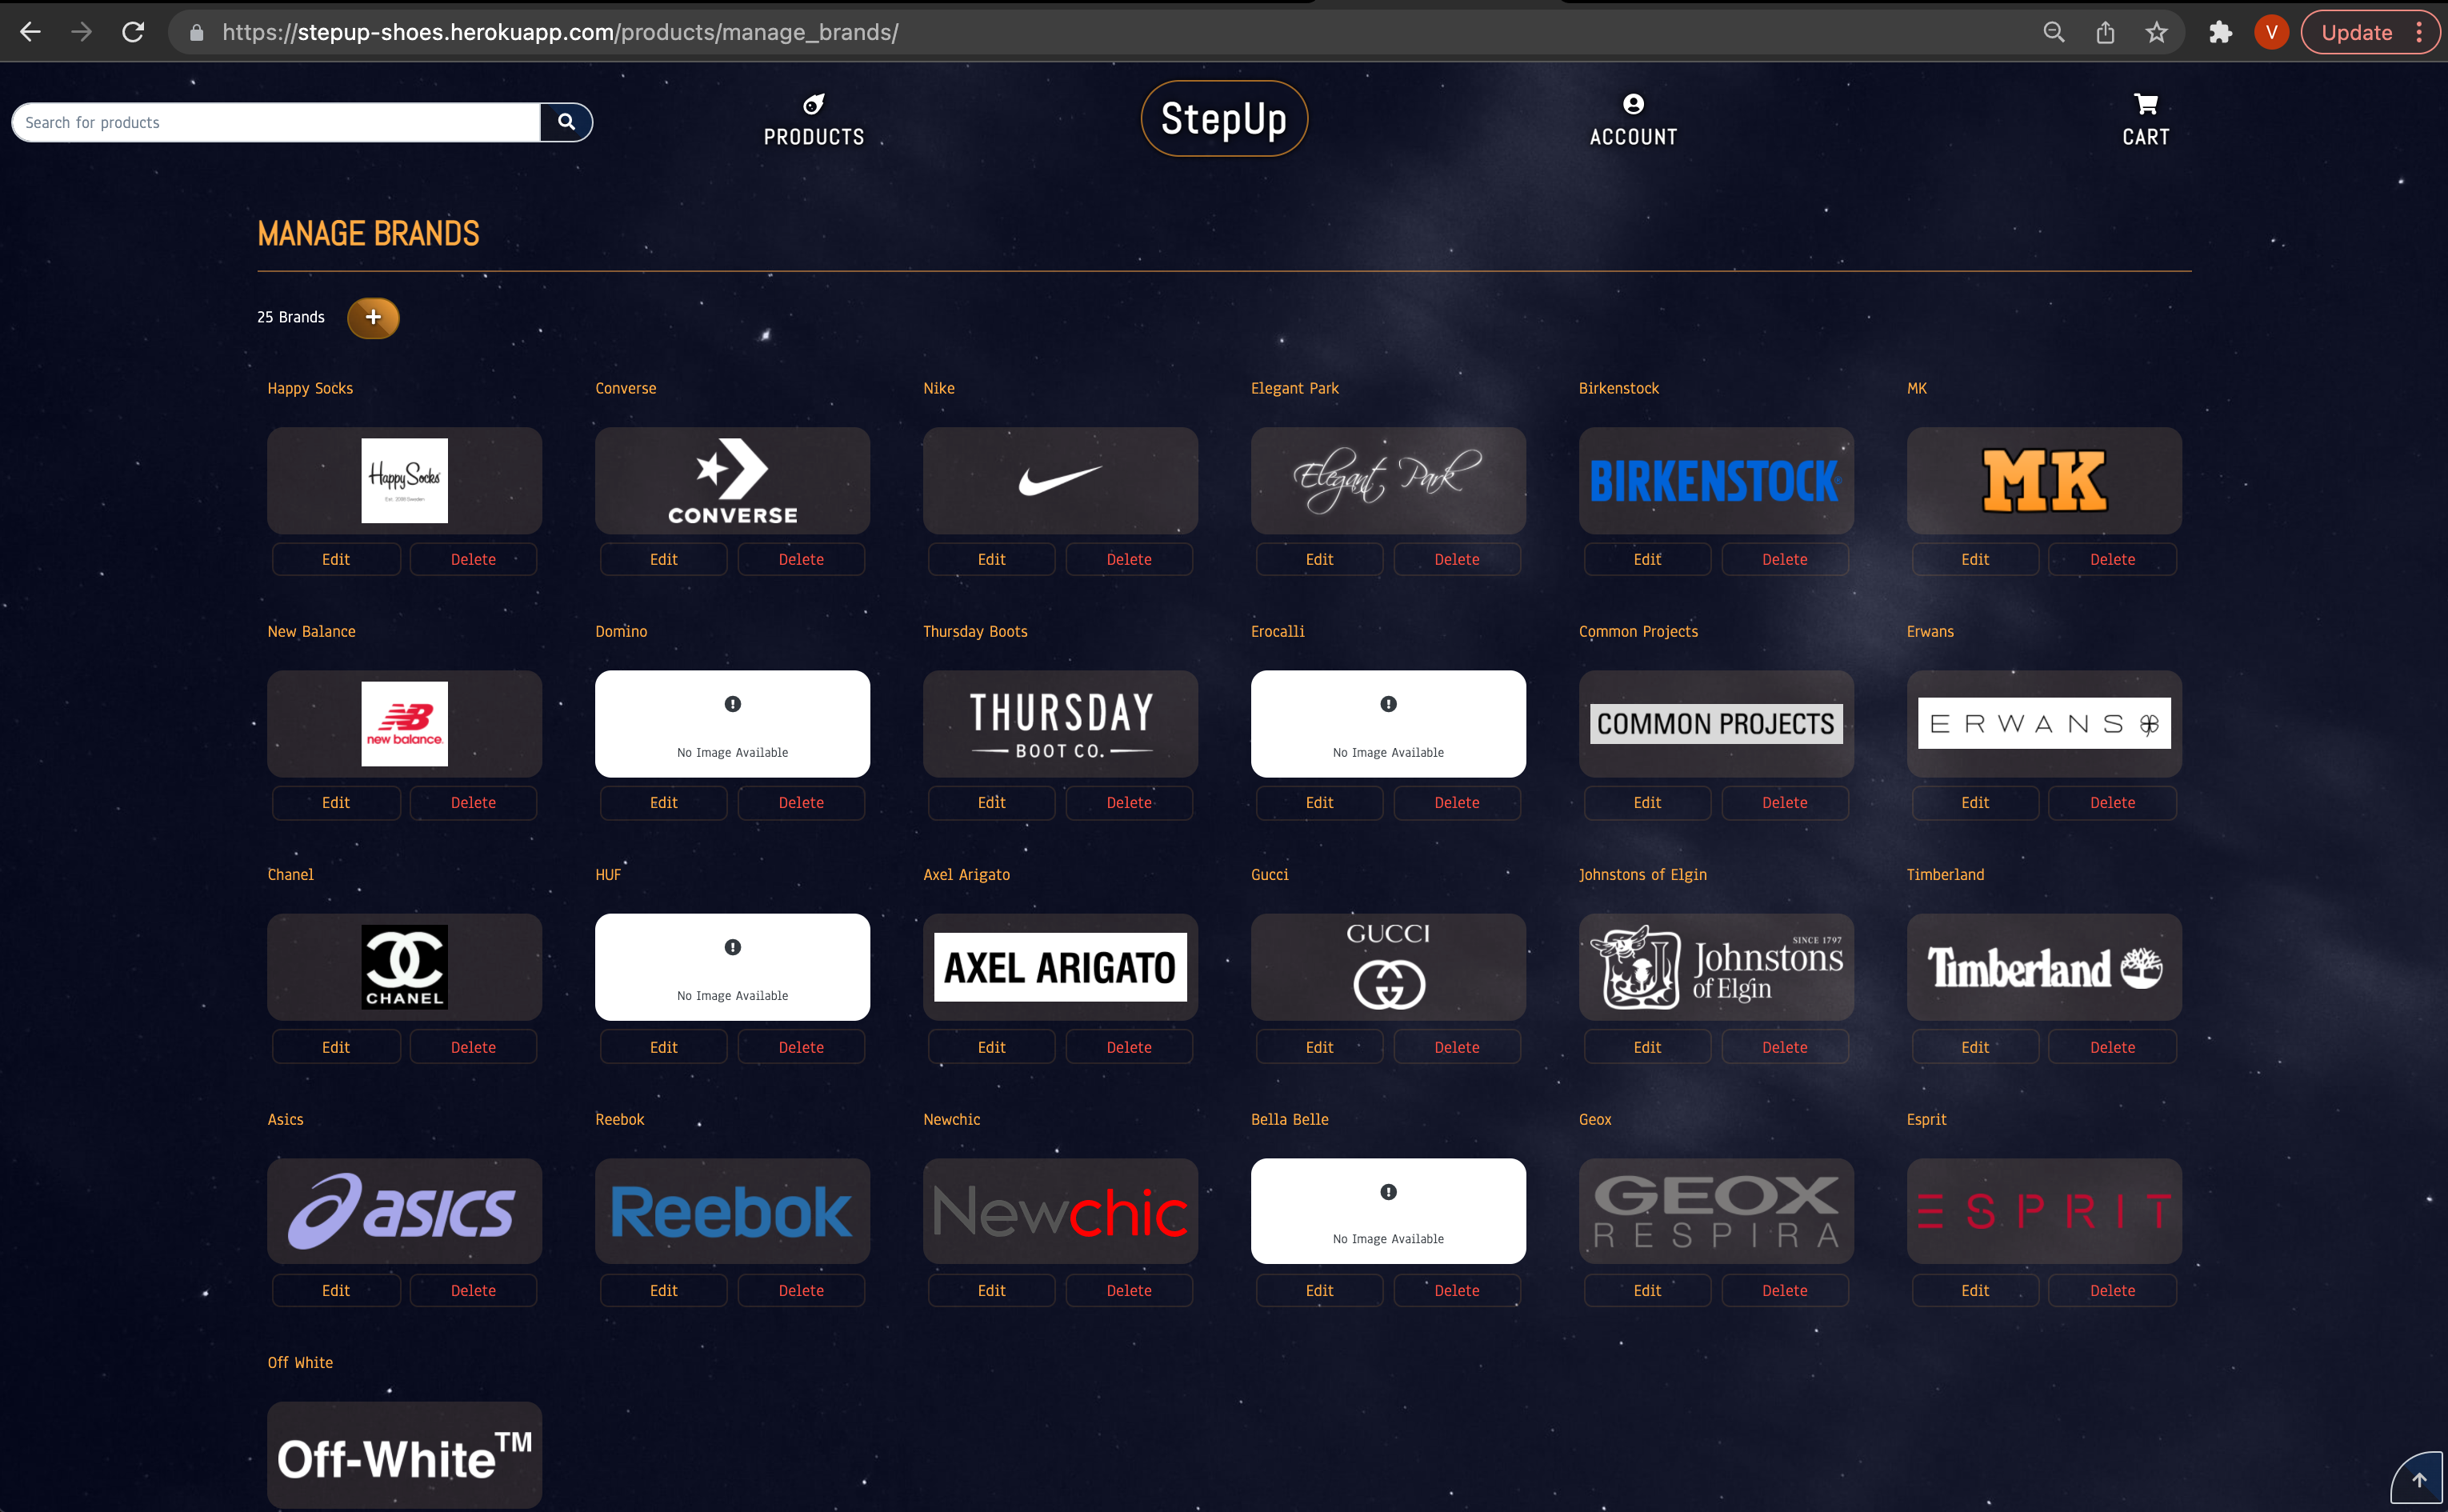 https://stepup-shoes.herokuapp.com/products/manage_brands/
V
Update
Search for products
PRODUCTS
StepUp
ACCOUNT
CART
MANAGE BRANDS
25 Brands
+
Happy Socks
Converse
Nike
Elegant Park
Birkenstock
MK
Happy Socks
CONVERSE
Elegant Park
BIRKENSTOCK
MK
Edit
Delete
Edit
Delete
Edit
Delete
Edit
Delete
Edit
Delete
Edit
Delete
New Balance
Domino
Thursday Boots
Erocalli
Common Projects
Erwans
NB
new balance
No Image Available
THURSDAY
BOOT CO.
No Image Available
COMMON PROJECTS
ERWANS
Edit
Delete
Edit
Delete
Edit
Delete
Edit
Delete
Edit
Delete
Edit
Delete
Chanel
HUF
Axel Arigato
Gucci
Johnstons of Elgin
Timberland
CHANEL
No Image Available
AXEL ARIGATO
GUCCI
SINCE 1797
Johnstons
of Elgin
Timberland
Edit
Delete
Edit
Delete
Edit
Delete
Edit
Delete
Edit
Delete
Edit
Delete
Asics
Reebok
Newchic
Bella Belle
Geox
Esprit
asics
Reebok
Newchic
No Image Available
GEOX
RESPIRA
ESPRIT
Edit
Delete
Edit
Delete
Edit
Delete
Edit
Delete
Edit
Delete
Edit
Delete
Off White
Off-White™